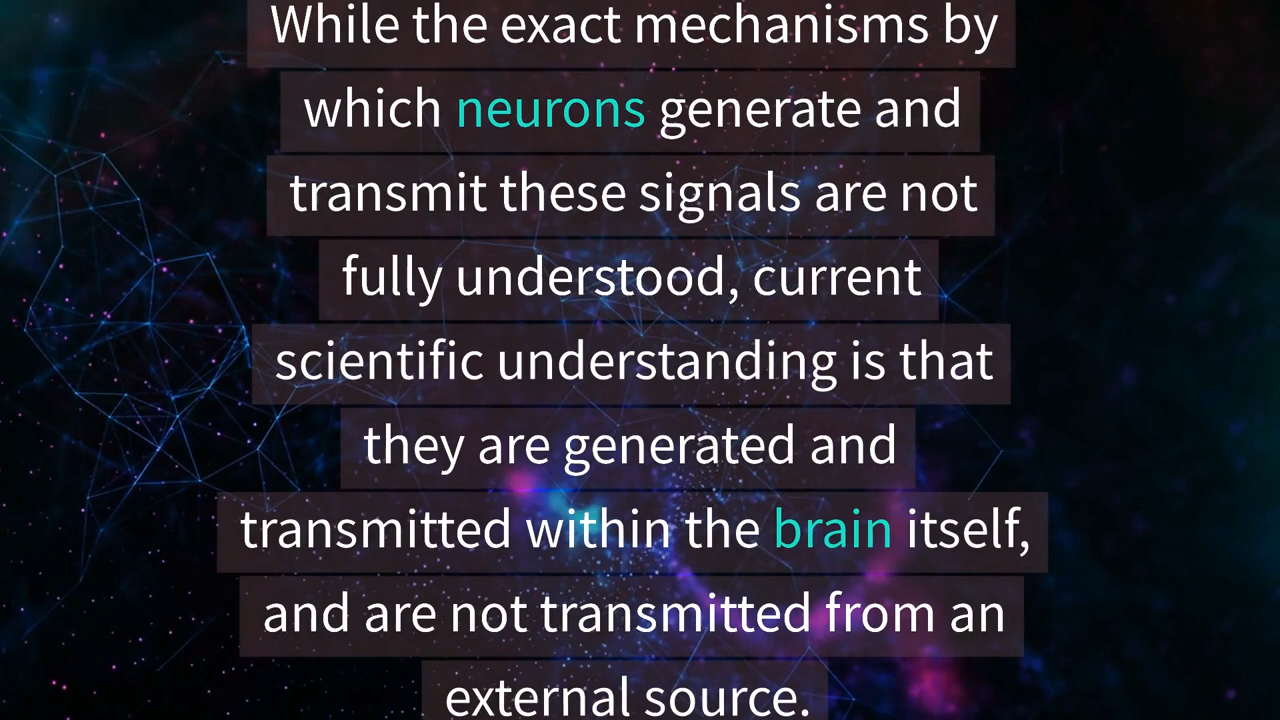 While the exact mechanisms by
which neurons generate and
transmit these signals are not
fully understood, current
scientific understanding is that
they are generated and
transmitted within the brain itself,
and are not transmitted from an
external source.